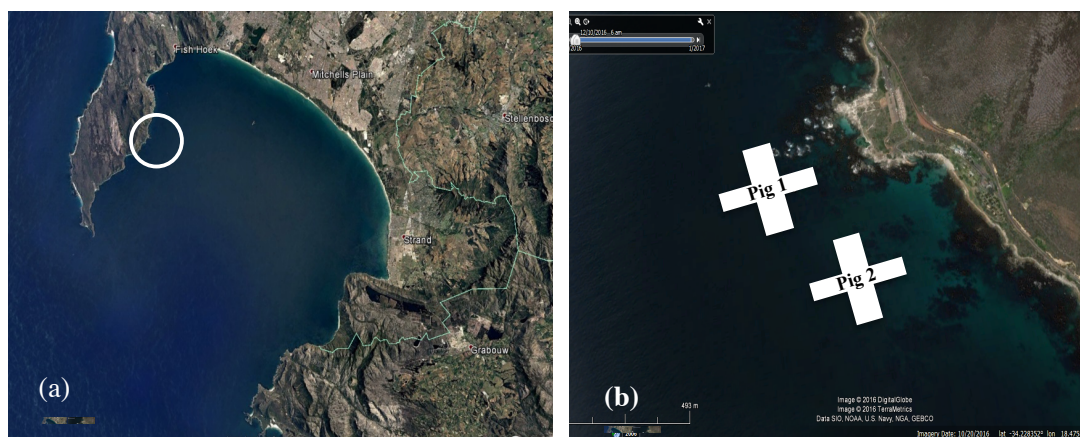 Fish Hoek
Mitchells Plain
Stellenbosc
Strand
Grabouw
(a)
12/10/2016 6 am
2016
1/2017
Pig 1
Pig 2
(b)
493 m
Image © 2016 DigitalGlobe
Image © 2016 TerraMetrics
Data SIO, NOAA, U.S. Navy, NGA, GEBCO
Imagery Date: 10/20/2016 lat -34.228352° lon 18.475